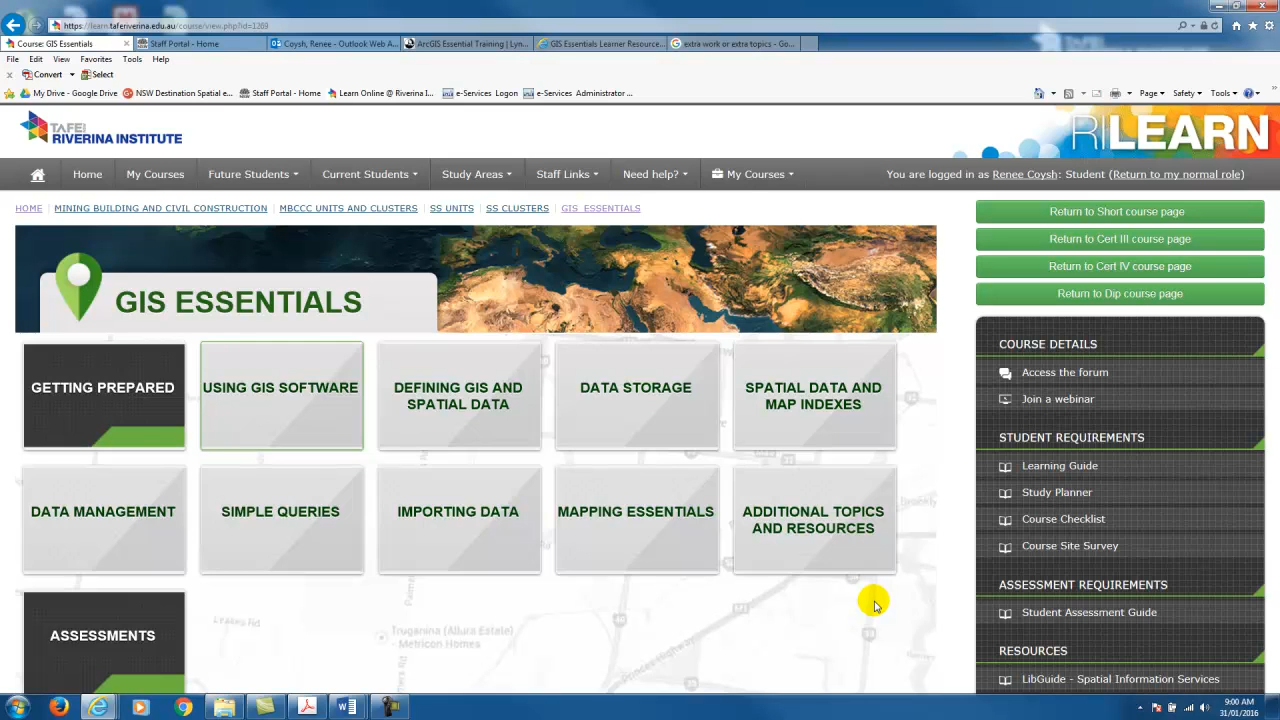 https://learn.taferiverina.edu.au/course/view.php?id=1269
Course: GIS Essentials
Staff Portal - Home
Coysh, Renee - Outlook Web A...
ArcGIS Essential Training | Lyn...
GIS Essentials Learner Resource...
extra work or extra topics - Go...
File Edit View Favorites Tools Help
Convert Select
My Drive - Google Drive
NSW Destination Spatial e...
Staff Portal - Home
Learn Online @ Riverina I...
e-Services Logon
e-Services Administrator ...
Page Safety Tools
TAFE
RIVERINA INSTITUTE
RILEARN
Home My Courses Future Students Current Students Study Areas Staff Links Need help? My Courses
You are logged in as Renee Coysh: Student (Return to my normal role)
HOME MINING BUILDING AND CIVIL CONSTRUCTION MBCCC UNITS AND CLUSTERS SS UNITS SS CLUSTERS GIS_ESSENTIALS
GIS ESSENTIALS
GETTING PREPARED
USING GIS SOFTWARE
DEFINING GIS AND
SPATIAL DATA
DATA STORAGE
SPATIAL DATA AND
MAP INDEXES
DATA MANAGEMENT
SIMPLE QUERIES
IMPORTING DATA
MAPPING ESSENTIALS
ADDITIONAL TOPICS
AND RESOURCES
ASSESSMENTS
Truganina (Allura Estate)
- Metricon Homes
Return to Short course page
Return to Cert III course page
Return to Cert IV course page
Return to Dip course page
COURSE DETAILS
Access the forum
Join a webinar
STUDENT REQUIREMENTS
Learning Guide
Study Planner
Course Checklist
Course Site Survey
ASSESSMENT REQUIREMENTS
Student Assessment Guide
RESOURCES
LibGuide - Spatial Information Services
9:00 AM
31/01/2016